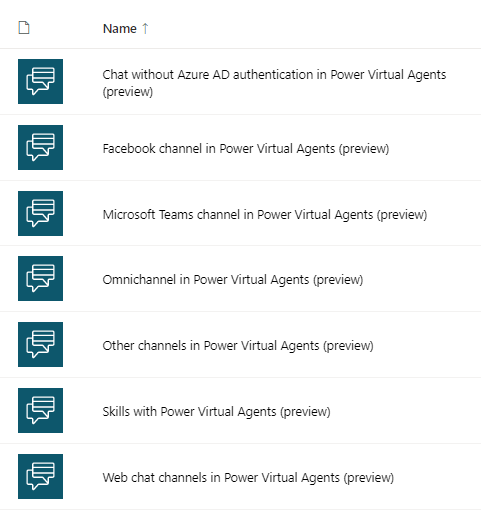 Name ↑
Chat without Azure AD authentication in Power Virtual Agents
(preview)
Facebook channel in Power Virtual Agents (preview)
Microsoft Teams channel in Power Virtual Agents (preview)
Omnichannel in Power Virtual Agents (preview)
Other channels in Power Virtual Agents (preview)
Skills with Power Virtual Agents (preview)
Web chat channels in Power Virtual Agents (preview)